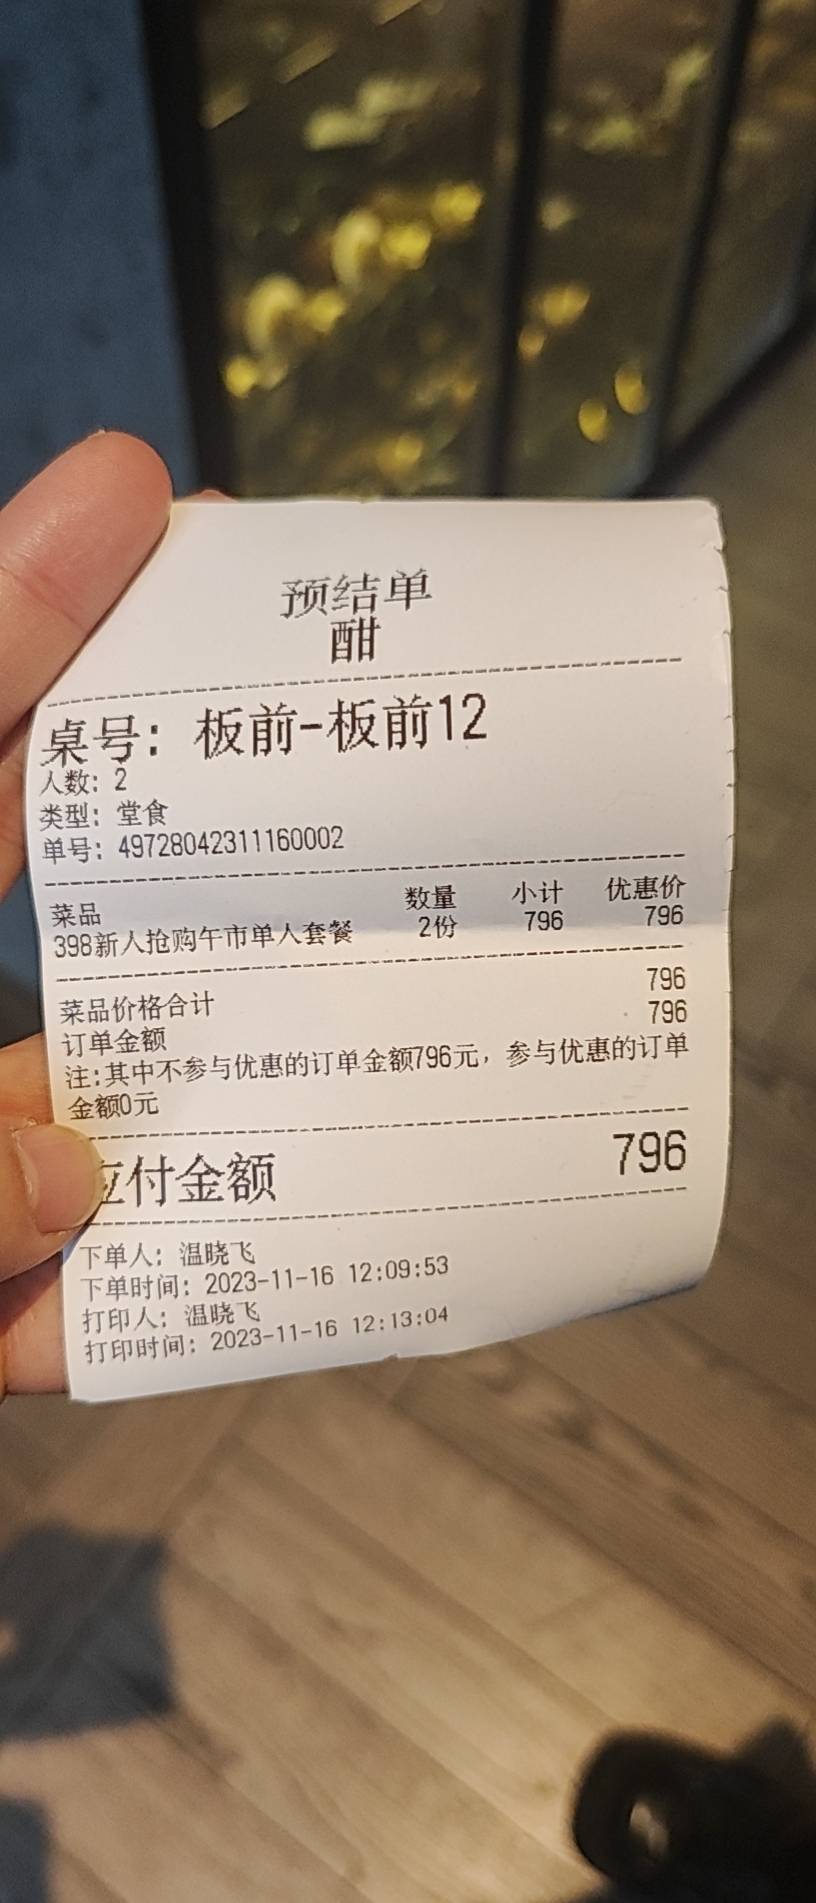 预结单
酣
桌号: 板前-板前12
人数: 2
类型: 堂食
单号: 49728042311160002
菜品 数量 小计 优惠价
398新人抢购午市单人套餐 2份 796 796
菜品价格合计 796
订单金额 796
注:其中不参与优惠的订单金额796元, 参与优惠的订单
金额0元
应付金额 796
下单人: 温晓飞
下单时间: 2023-11-16 12:09:53
打印人: 温晓飞
打印时间: 2023-11-16 12:13:04